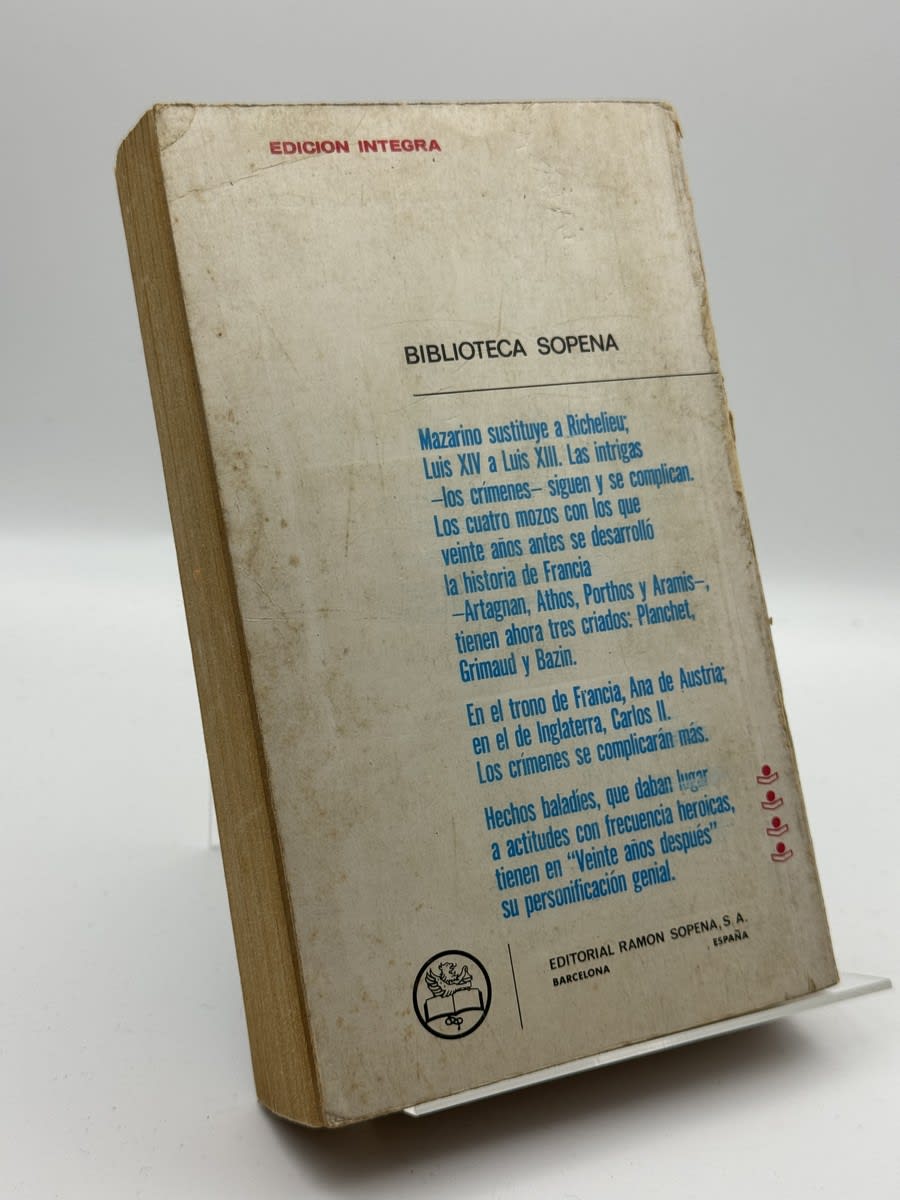 EDICION INTEGRA
BIBLIOTECA SOPENA
Mazarino sustituye a Richelieu;
Luis XIV a Luis XIII. Las intrigas
–los crímenes– siguen y se complican.
Los cuatro mozos con los que
veinte años antes se desarrolló
la historia de Francia
–Artagnan, Athos, Porthos y Aramis–,
tienen ahora tres criados: Planchet,
Grimaud y Bazin.
En el trono de Francia, Ana de Austria;
en el de Inglaterra, Carlos II.
Los crímenes se complicarán más.
Hechos baladíes, que daban lugar
a actitudes con frecuencia heroicas,
tienen en “Veinte años después”
su personificación genial.
EDITORIAL RAMON SOPENA, S. A.
BARCELONA ESPAÑA